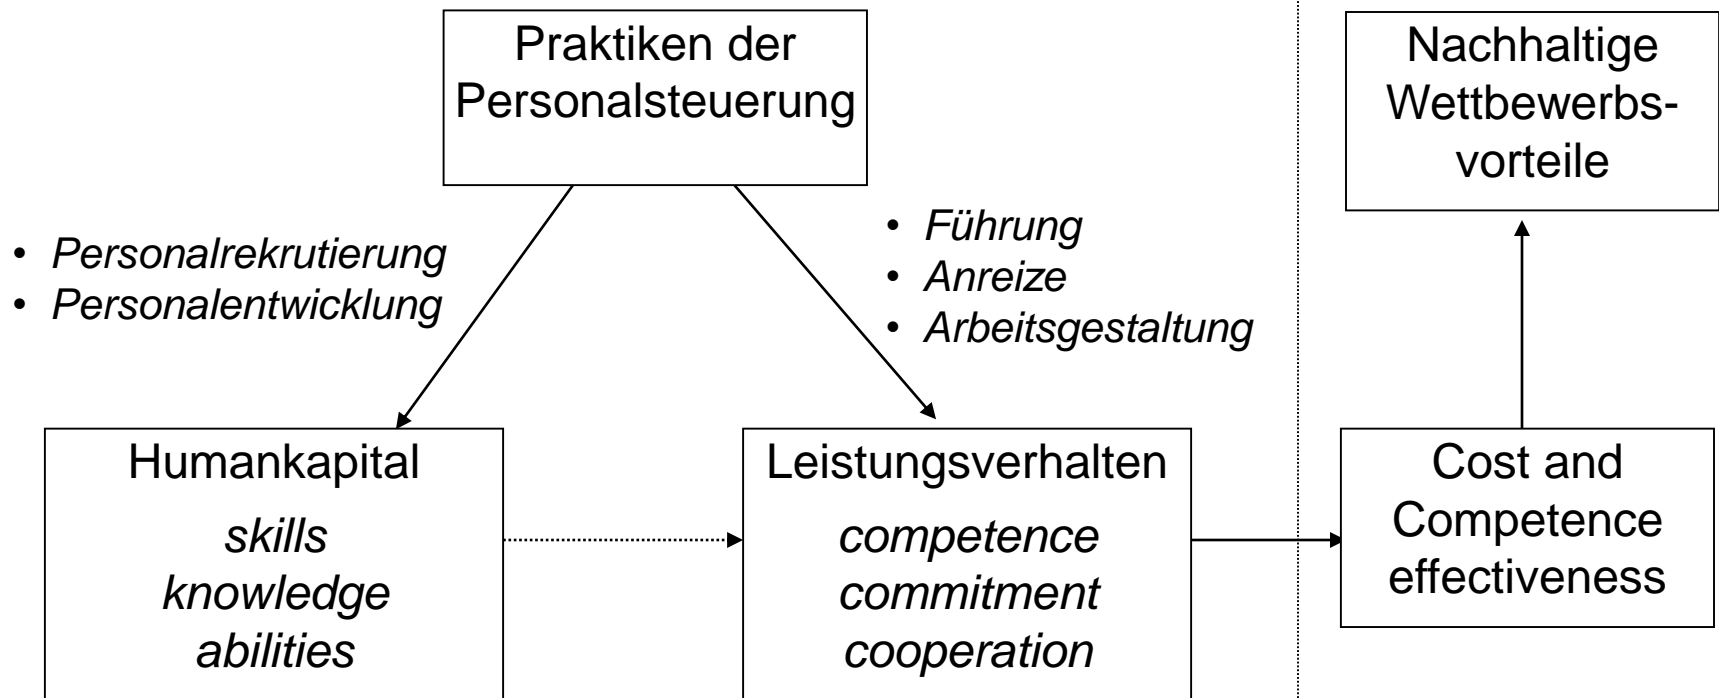 Praktiken der
Personalsteuerung
Nachhaltige
Wettbewerbs-
vorteile
• Personalrekrutierung
• Personalentwicklung
• Führung
• Anreize
• Arbeitsgestaltung
Humankapital
skills
knowledge
abilities
Leistungsverhalten
competence
commitment
cooperation
Cost and
Competence
effectiveness